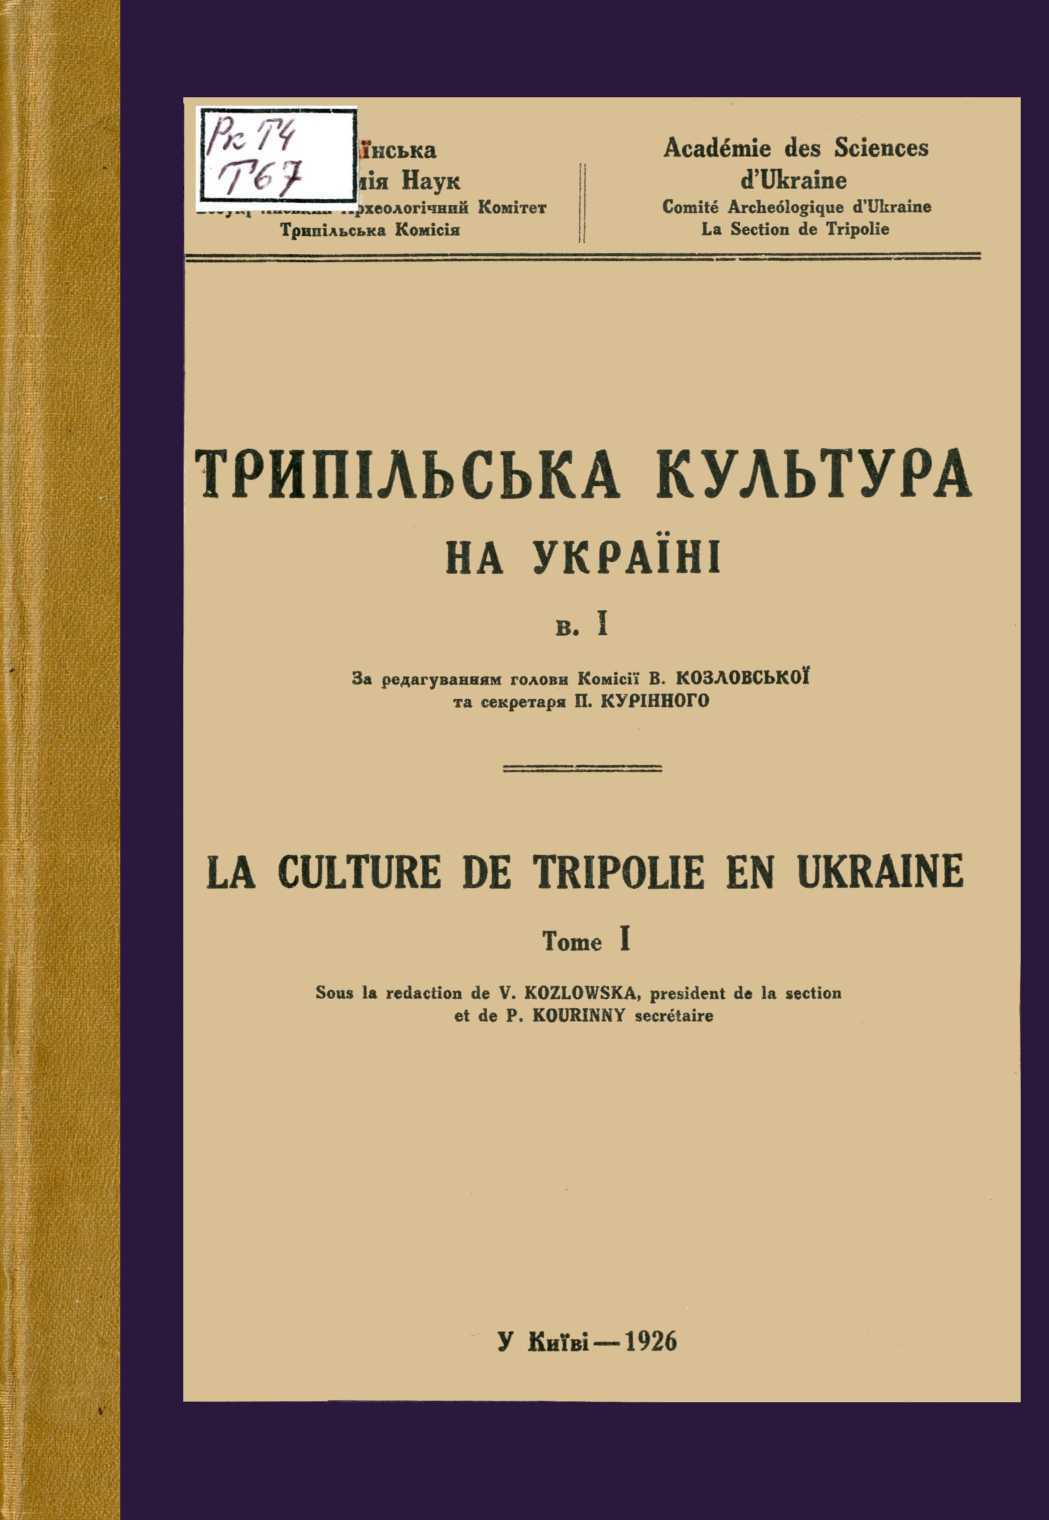 Рк Т4
Т67
їнська
мія Наук
Археологічний Комітет
Трипільська Комісія
Académie des Sciences
d'Ukraine
Comité Archeólogique d'Ukraine
La Section de Tripolie
ТРИПІЛЬСЬКА КУЛЬТУРА
НА УКРАЇНІ
в. I
За редагуванням голови Комісії В. КОЗЛОВСЬКОЇ
та секретаря П. КУРІННОГО
LA CULTURE DE TRIPOLIE EN UKRAINE
Tome I
Sous la redaction de V. KOZLOWSKA, president de la section
et de P. KOURINNY secrétaire
У Київі—1926